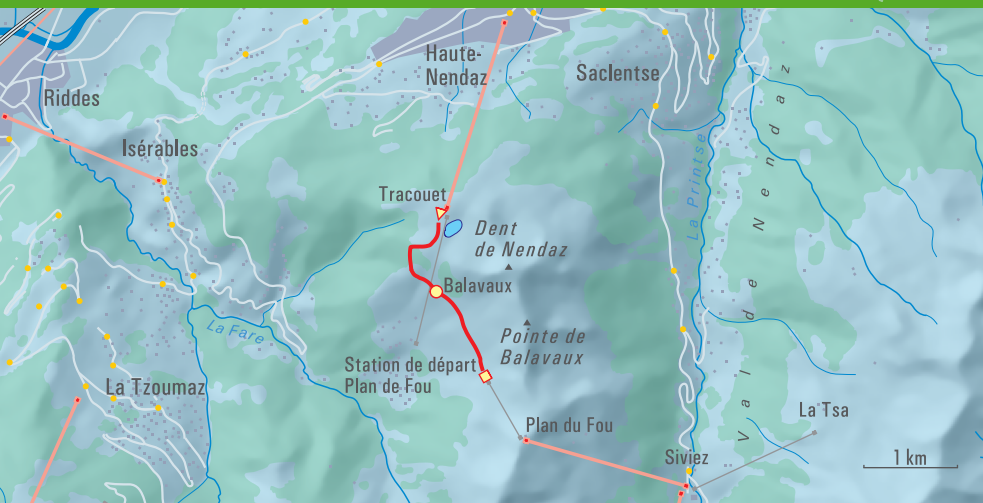 Haute-
Nendaz
Saclentse
Riddes
Isérables
La Printse
Val de Nendaz
Tracouet
Dent
de Nendaz
Balavaux
La Fare
Pointe de
Balavaux
Station de départ
Plan de Fou
La Tzoumaz
La Tsa
Plan du Fou
Siviez
1 km